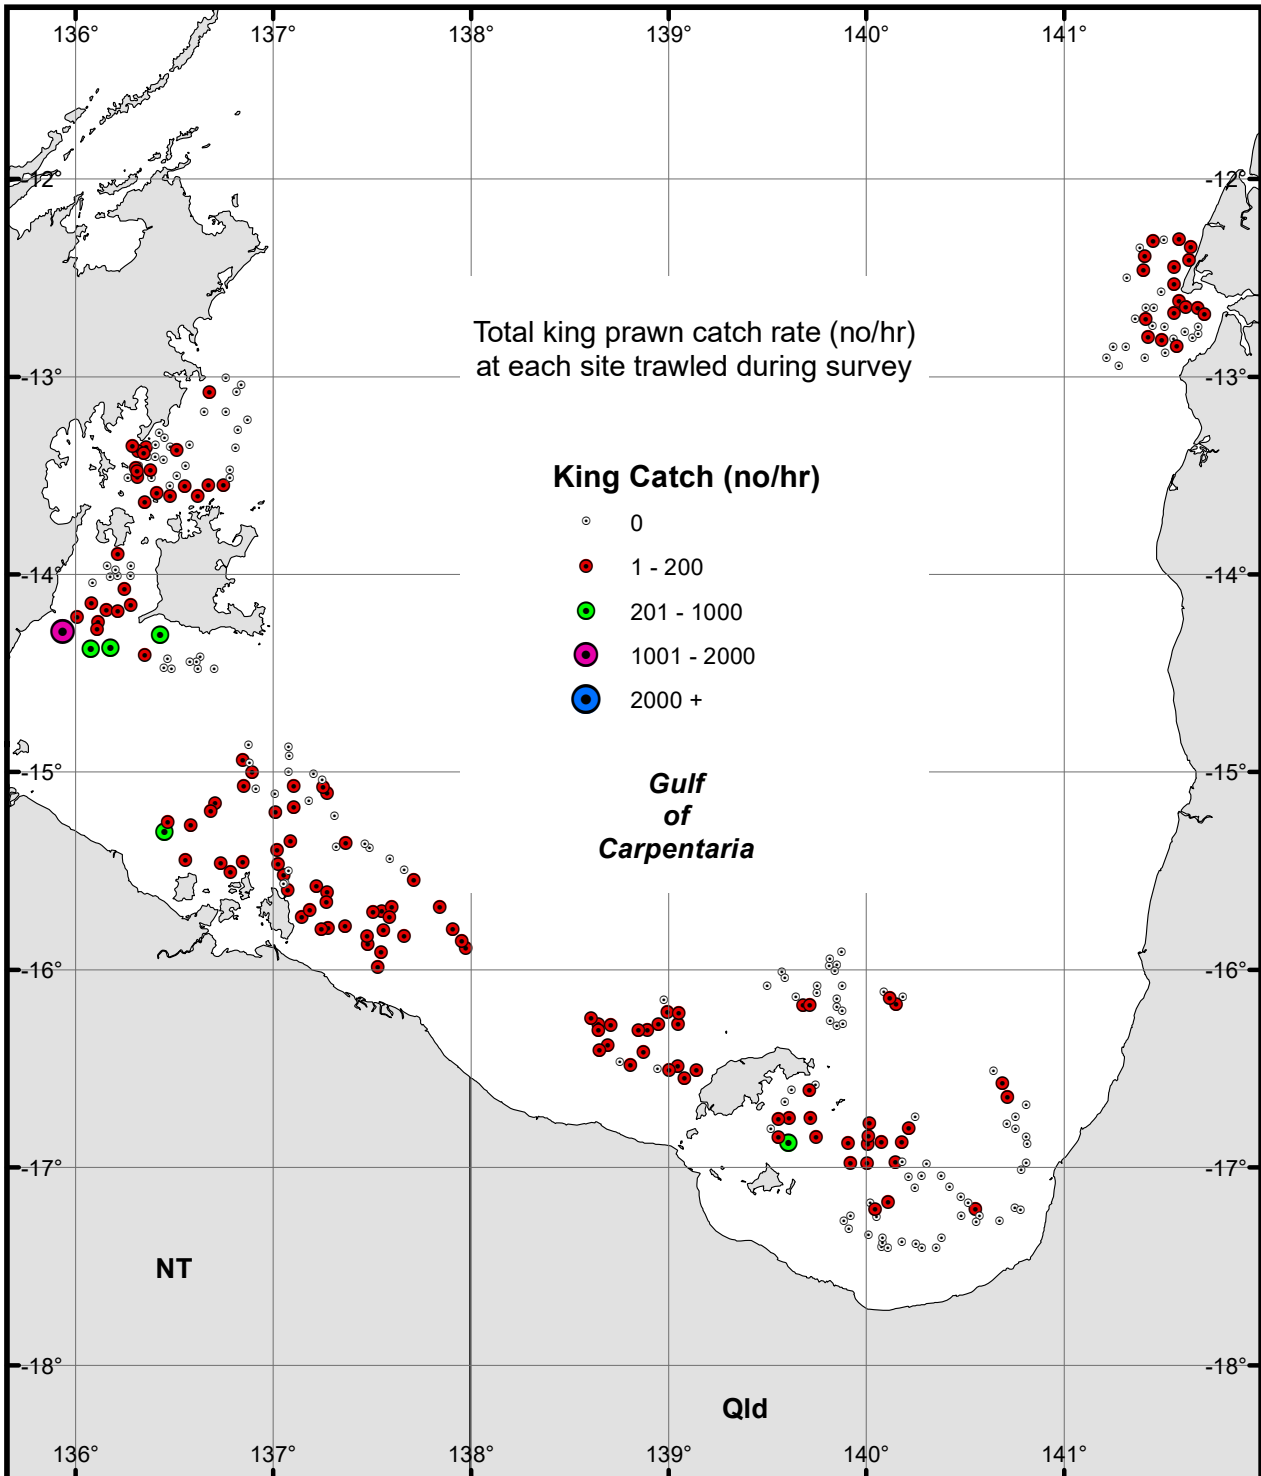 136° 137° 138° 139° 140° 141°
-12° -12°
Total king prawn catch rate (no/hr)
at each site trawled during survey
-13° -13°
King Catch (no/hr)
0
1 - 200
-14° -14°
201 - 1000
1001 - 2000
2000 +
-15° -15°
Gulf
of
Carpentaria
-16° -16°
-17° -17°
NT
-18° -18°
Qld
136° 137° 138° 139° 140° 141°